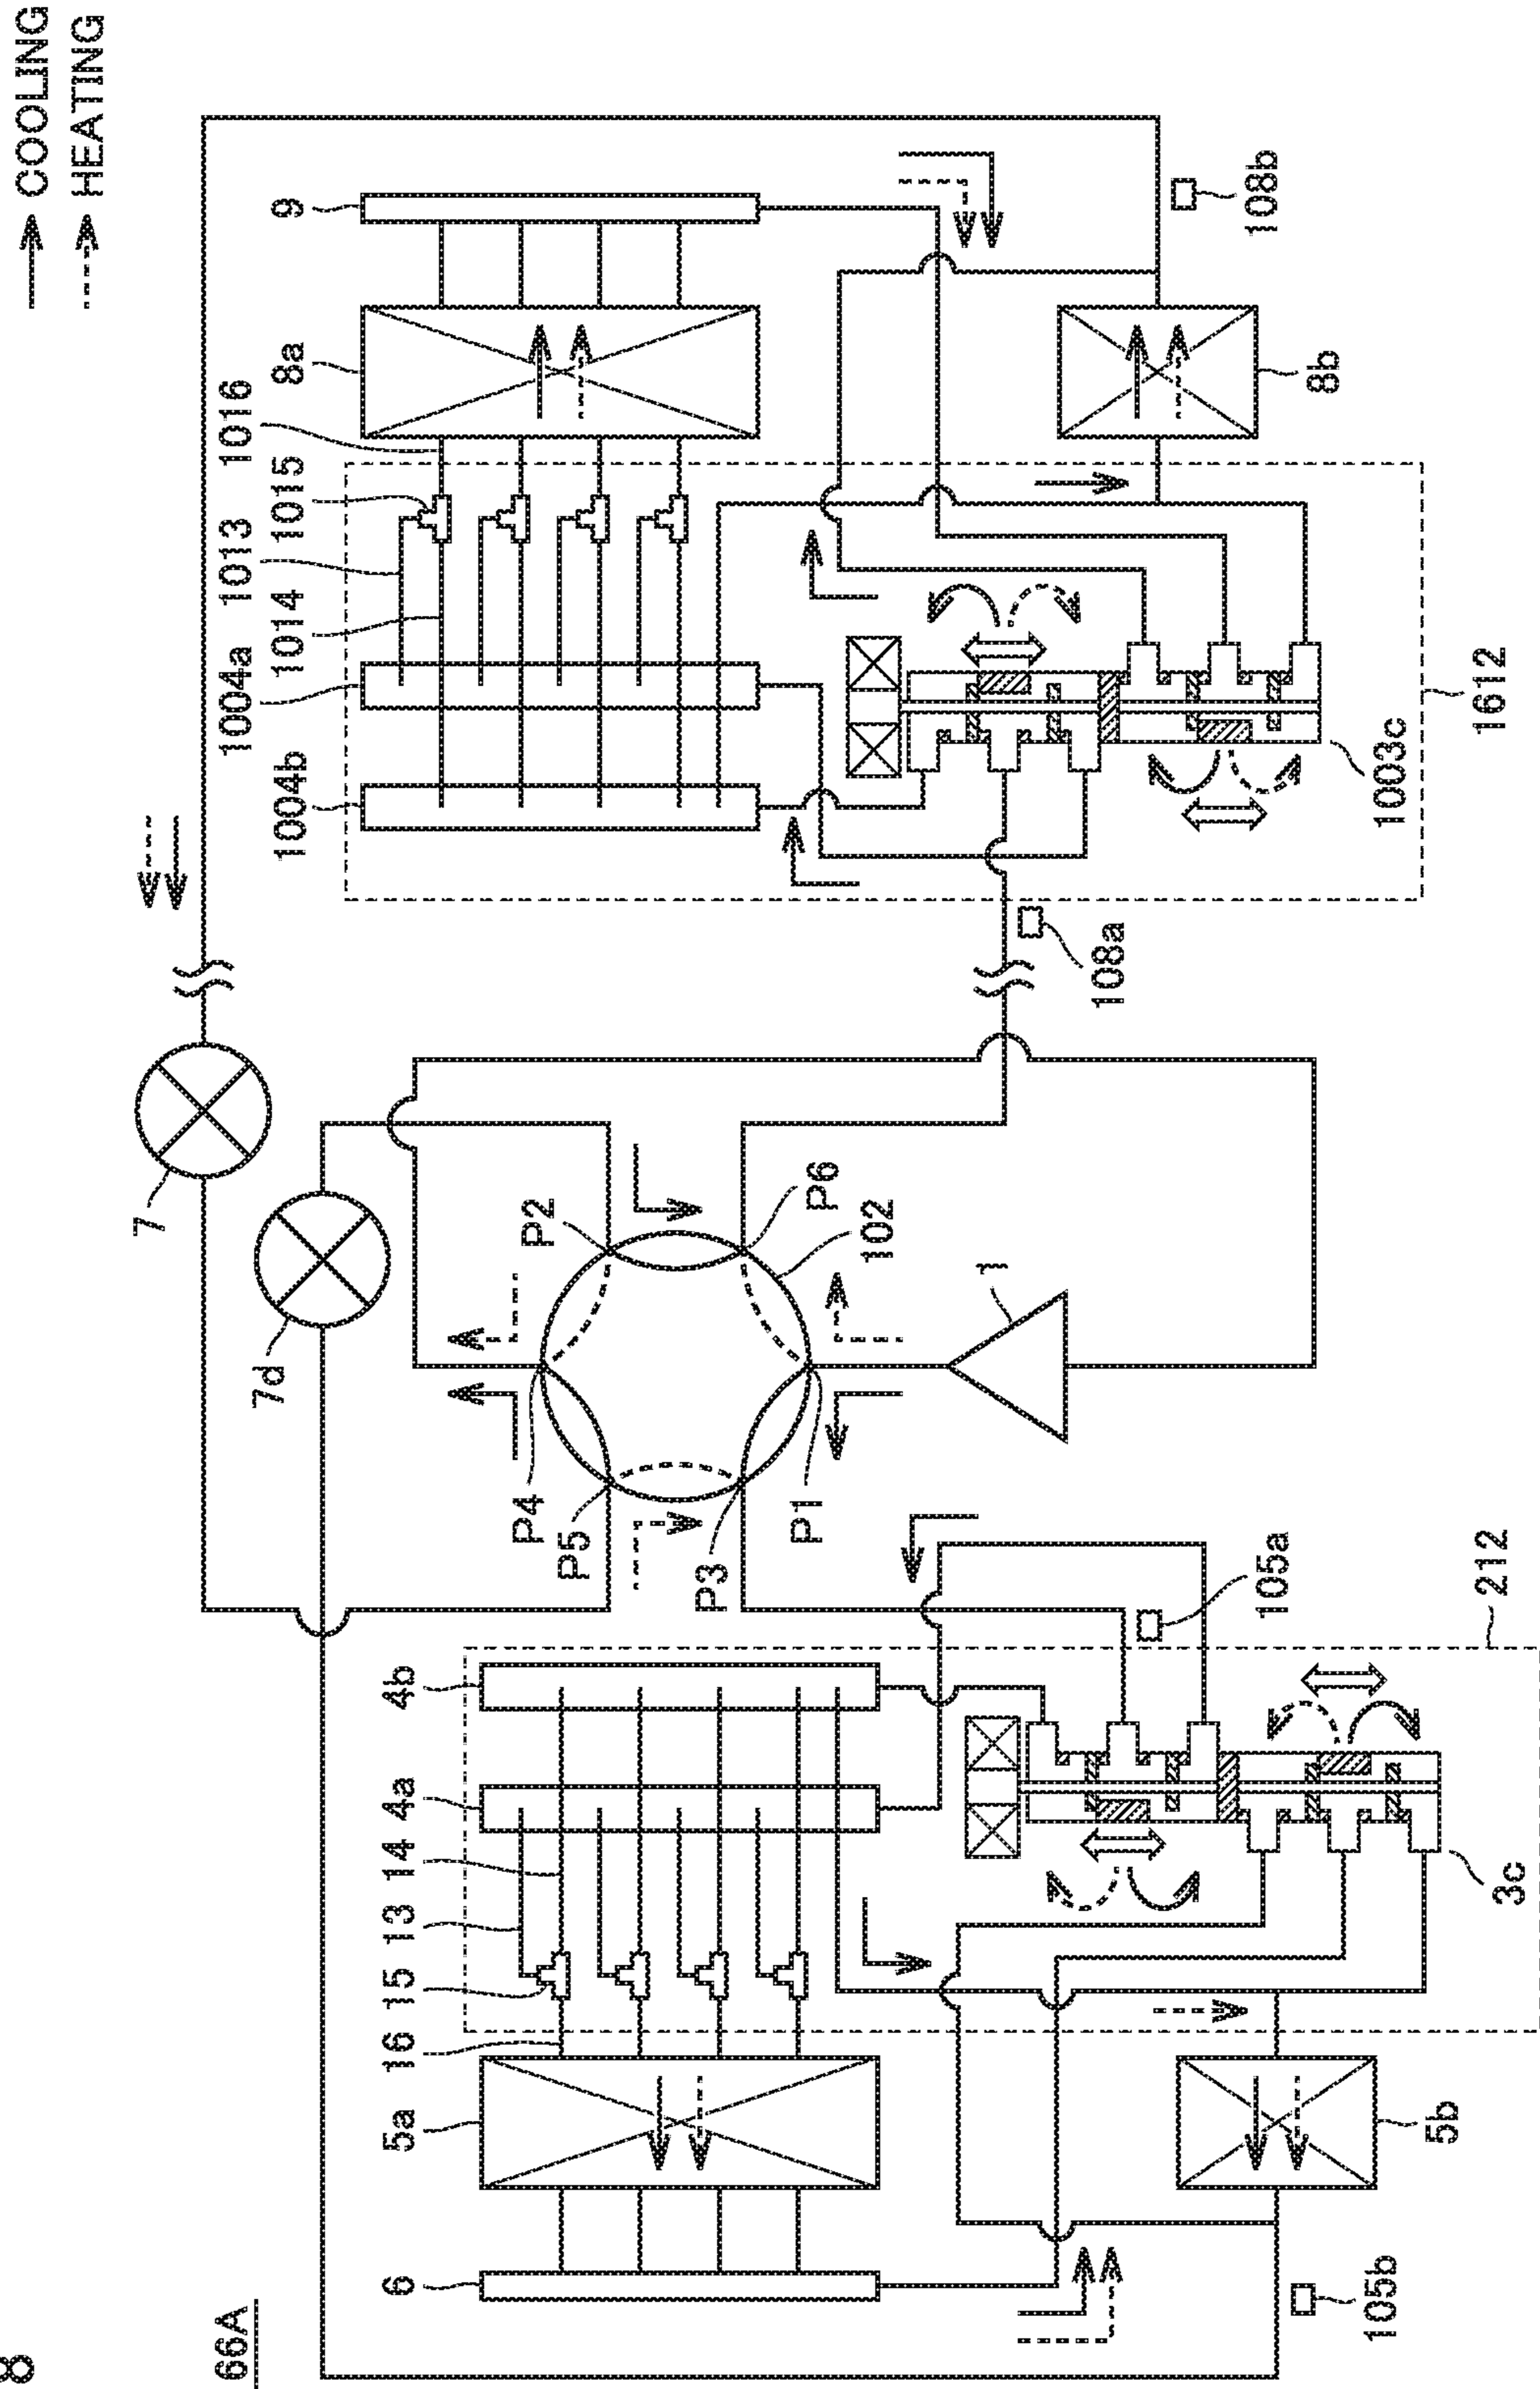 8
66A
COOLING
HEATING
6
5a
16
15
13
14
4a
4b
7d
7
P4
P5
P3
P2
P6
102
P1
1
105b
5b
3c
105a
212
1004b
1004a
1014
1013
1015
1016
8a
9
108a
1003c
1612
8b
108b